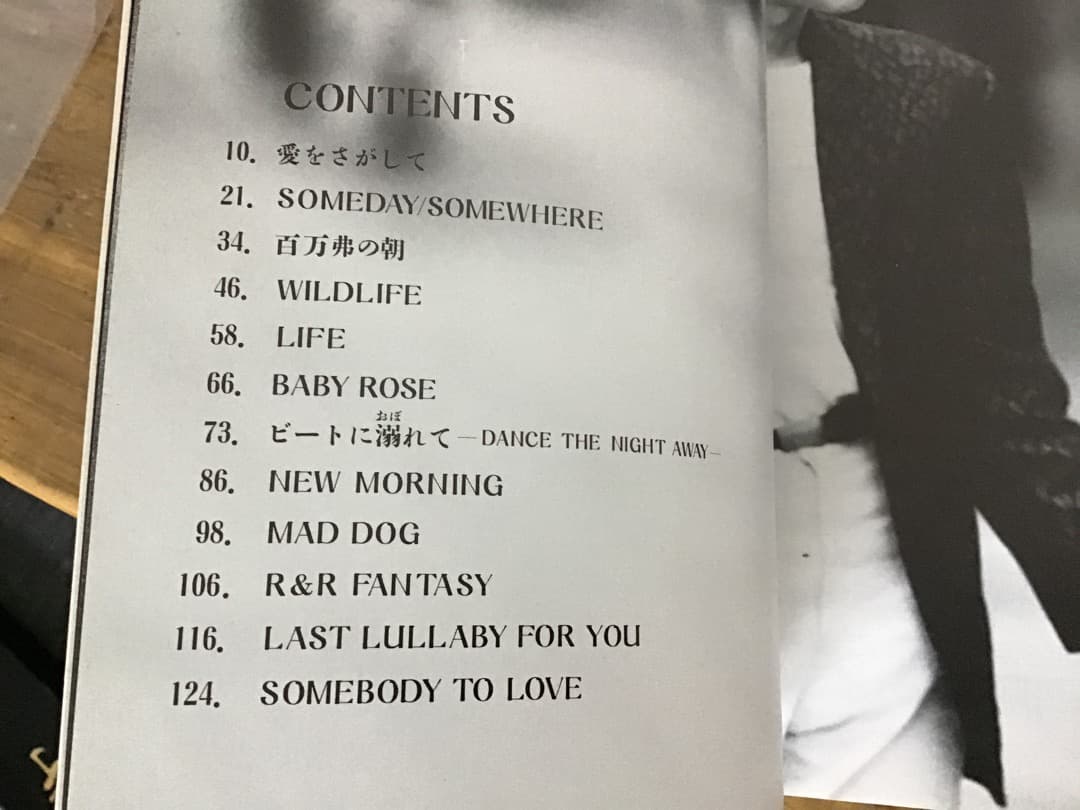 CONTENTS
10. 愛をさがして
21. SOMEDAY/SOMEWHERE
34. 百万弗の朝
46. WILDLIFE
58. LIFE
66. BABY ROSE
おぼ
73. ビートに溺れて —DANCE THE NIGHT AWAY—
86. NEW MORNING
98. MAD DOG
106. R&R FANTASY
116. LAST LULLABY FOR YOU
124. SOMEBODY TO LOVE